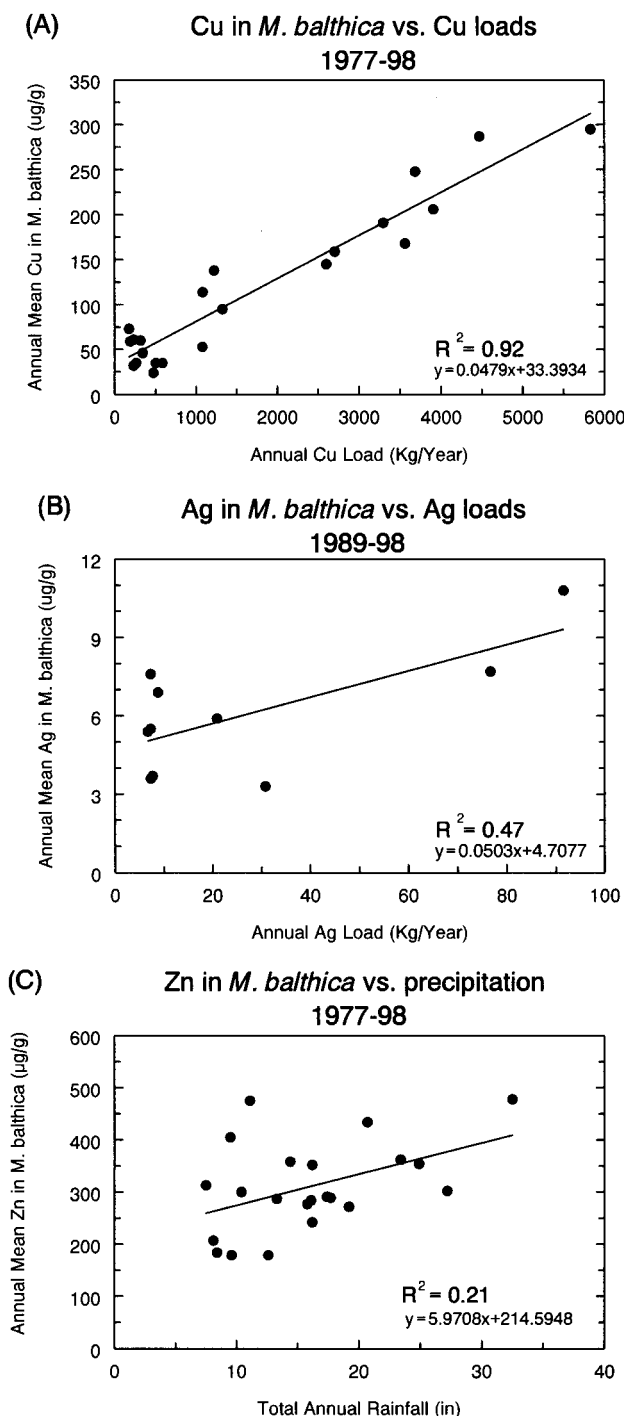 (A)
Cu in M. balthica vs. Cu loads
1977-98
Annual Mean Cu in M. balthica (ug/g)
350
300
250
200
150
100
50
0
R² = 0.92
y=0.0479x+33.3934
0 1000 2000 3000 4000 5000 6000
Annual Cu Load (Kg/Year)
(B)
Ag in M. balthica vs. Ag loads
1989-98
Annual Mean Ag in M. balthica (ug/g)
12
9
6
3
0
R² = 0.47
y=0.0503x+4.7077
0 20 40 60 80 100
Annual Ag Load (Kg/Year)
(C)
Zn in M. balthica vs. precipitation
1977-98
Annual Mean Zn in M. balthica (µg/g)
600
500
400
300
200
100
0
R² = 0.21
y=5.9708x+214.5948
0 10 20 30 40
Total Annual Rainfall (in)